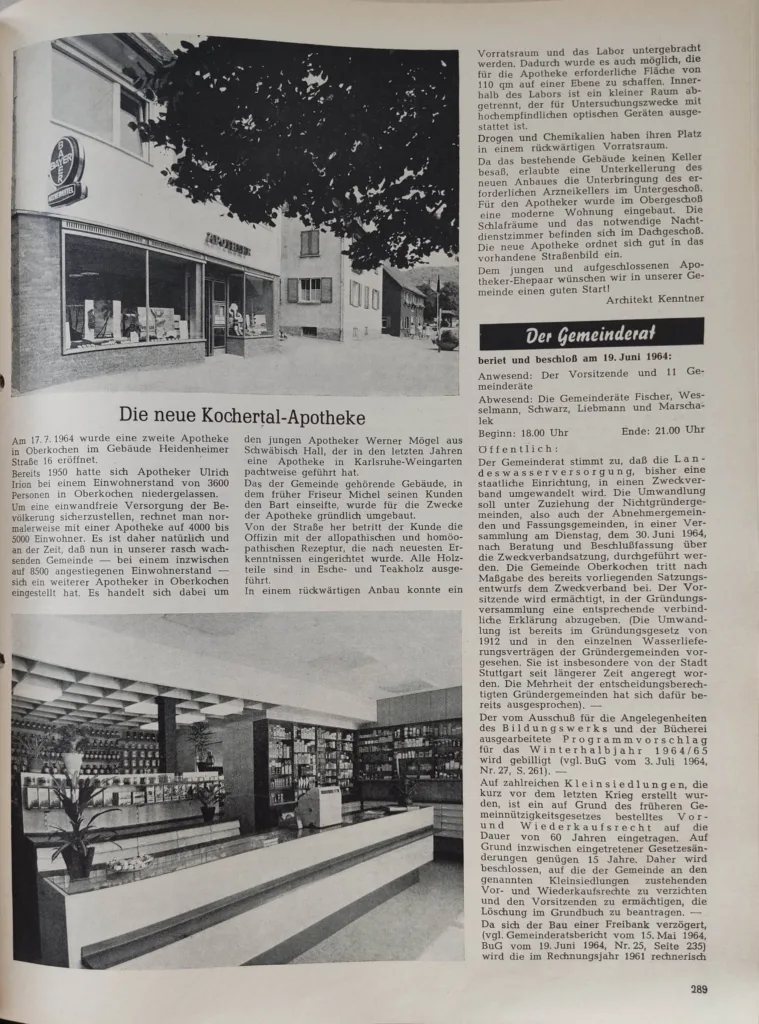 BAYER
BAYER
APOTHEKE
Die neue Kochertal-Apotheke
Am 17. 7. 1964 wurde eine zweite Apotheke
in Oberkochen im Gebäude Heidenheimer
Straße 16 eröffnet.
Bereits 1950 hatte sich Apotheker Ulrich
Irion bei einem Einwohnerstand von 3600
Personen in Oberkochen niedergelassen.
Um eine einwandfreie Versorgung der Be-
völkerung sicherzustellen, rechnet man nor-
malerweise mit einer Apotheke auf 4000 bis
5000 Einwohner. Es ist daher natürlich und
an der Zeit, daß nun in unserer rasch wach-
senden Gemeinde — bei einem inzwischen
auf 8500 angestiegenen Einwohnerstand —
sich ein weiterer Apotheker in Oberkochen
eingestellt hat. Es handelt sich dabei um
den jungen Apotheker Werner Mögel aus
Schwäbisch Hall, der in den letzten Jahren
eine Apotheke in Karlsruhe-Weingarten
pachtweise geführt hat.
Das der Gemeinde gehörende Gebäude, in
dem früher Friseur Michel seinen Kunden
den Bart einseifte, wurde für die Zwecke
der Apotheke gründlich umgebaut.
Von der Straße her betritt der Kunde die
Offizin mit der allopathischen und homöo-
pathischen Rezeptur, die nach neuesten Er-
kenntnissen eingerichtet wurde. Alle Holz-
teile sind in Esche- und Teakholz ausge-
führt.
In einem rückwärtigen Anbau konnte ein
Vorratsraum und das Labor untergebracht
werden. Dadurch wurde es auch möglich, die
für die Apotheke erforderliche Fläche von
110 qm auf einer Ebene zu schaffen. Inner-
halb des Labors ist ein kleiner Raum ab-
getrennt, der für Untersuchungszwecke mit
hochempfindlichen optischen Geräten ausge-
stattet ist.
Drogen und Chemikalien haben ihren Platz
in einem rückwärtigen Vorratsraum.
Da das bestehende Gebäude keinen Keller
besaß, erlaubte eine Unterkellerung des
neuen Anbaues die Unterbringung des er-
forderlichen Arzneikellers im Untergeschoß.
Für den Apotheker wurde im Obergeschoß
eine moderne Wohnung eingebaut. Die
Schlafräume und das notwendige Nacht-
dienstzimmer befinden sich im Dachgeschoß.
Die neue Apotheke ordnet sich gut in das
vorhandene Straßenbild ein.
Dem jungen und aufgeschlossenen Apo-
theker-Ehepaar wünschen wir in unserer Ge-
meinde einen guten Start!
Architekt Kenntner
Der Gemeinderat
beriet und beschloß am 19. Juni 1964:
Anwesend: Der Vorsitzende und 11 Ge-
meinderäte
Abwesend: Die Gemeinderäte Fischer, Wes-
selmann, Schwarz, Liebmann und Marscha-
lek
Beginn: 18.00 Uhr Ende: 21.00 Uhr
Öffentlich:
Der Gemeinderat stimmt zu, daß die Lan-
deswasserversorgung, bisher eine
staatliche Einrichtung, in einen Zweckver-
band umgewandelt wird. Die Umwandlung
soll unter Zuziehung der Nichtgründerge-
meinden, also auch der Abnehmergemein-
den und Fassungsgemeinden, in einer Ver-
sammlung am Dienstag, dem 30. Juni 1964,
nach Beratung und Beschlußfassung über
die Zweckverbandsatzung, durchgeführt wer-
den. Die Gemeinde Oberkochen tritt nach
Maßgabe des bereits vorliegenden Satzungs-
entwurfs dem Zweckverband bei. Der Vor-
sitzende wird ermächtigt, in der Gründungs-
versammlung eine entsprechende verbind-
liche Erklärung abzugeben. (Die Umwand-
lung ist bereits im Gründungsgesetz von
1912 und in den einzelnen Wasserliefe-
rungsverträgen der Gründergemeinden vor-
gesehen. Sie ist insbesondere von der Stadt
Stuttgart seit längerer Zeit angeregt wor-
den. Die Mehrheit der entscheidungsberech-
tigten Gründergemeinden hat sich dafür be-
reits ausgesprochen). —
Der vom Ausschuß für die Angelegenheiten
des Bildungswerks und der Bücherei
ausgearbeitete Programmvorschlag
für das Winterhalbjahr 1964/65
wird gebilligt (vgl. BuG vom 3. Juli 1964,
Nr. 27, S. 261). —
Auf zahlreichen Kleinsiedlungen, die
kurz vor dem letzten Krieg erstellt wur-
den, ist ein auf Grund des früheren Ge-
meinnützigkeitsgesetzes bestelltes Vor-
und Wiederkaufsrecht auf die
Dauer von 60 Jahren eingetragen. Auf
Grund inzwischen eingetretener Gesetzesän-
derungen genügen 15 Jahre. Daher wird
beschlossen, auf die der Gemeinde an den
genannten Kleinsiedlungen zustehenden
Vor- und Wiederkaufsrechte zu verzichten
und den Vorsitzenden zu ermächtigen, die
Löschung im Grundbuch zu beantragen. —
Da sich der Bau einer Freibank verzögert,
(vgl. Gemeinderatsbericht vom 15. Mai 1964,
BuG vom 19. Juni 1964, Nr. 25, Seite 235)
wird die im Rechnungsjahr 1961 rechnerisch
289